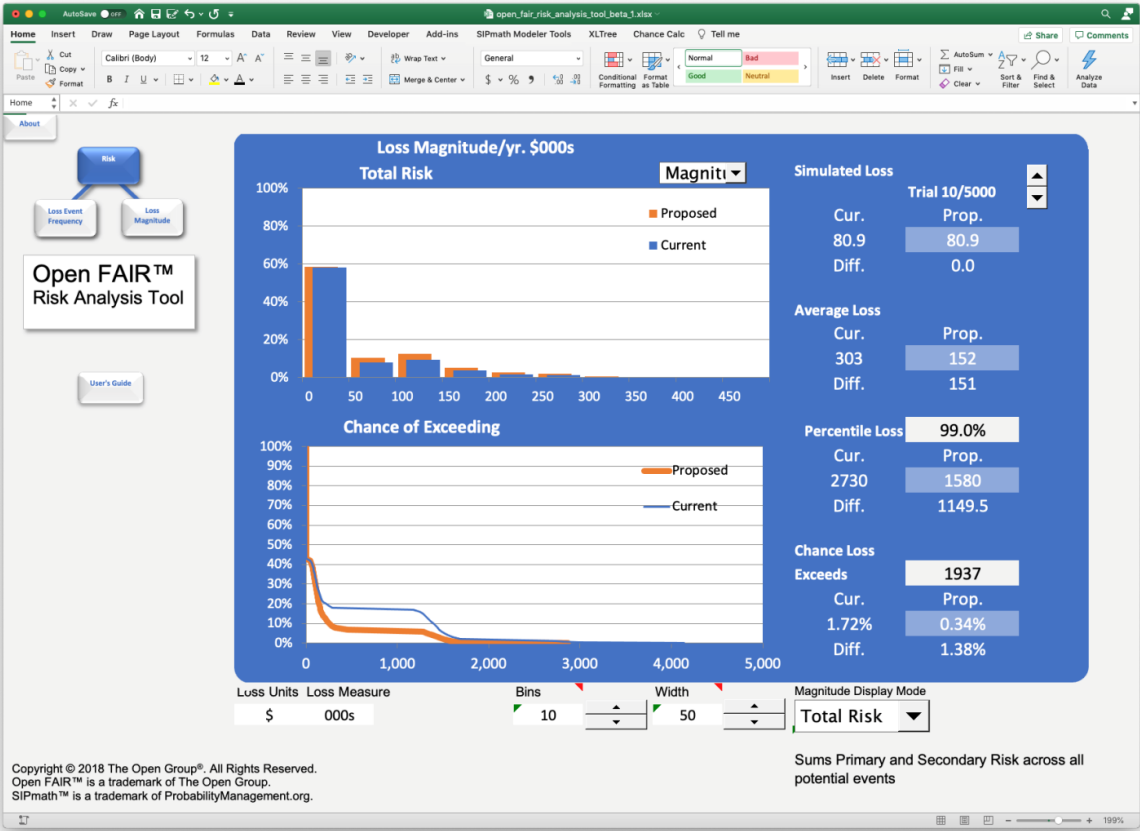 AutoSave OFF open_fair_risk_analysis_tool_beta_1.xlsx
Home Insert Draw Page Layout Formulas Data Review View Developer Add-ins SIPmath Modeler Tools XLTree Chance Calc Tell me Share Comments
Paste Cut Copy Format
Calibri (Body) 12 A^ A˅
B I U A
Wrap Text
Merge & Center
General
$ % 9
Conditional Formatting Format as Table
Normal Bad
Good Neutral
Insert Delete Format
AutoSum
Fill
Clear
Sort & Filter Find & Select Analyze Data
Home fx
About
Risk
Loss Event Frequency
Loss Magnitude
Open FAIR™
Risk Analysis Tool
User's Guide
Loss Magnitude/yr. $000s
Total Risk
Magnitu
100%
80%
60%
40%
20%
0%
Proposed
Current
0 50 100 150 200 250 300 350 400 450
Chance of Exceeding
100%
90%
80%
70%
60%
50%
40%
30%
20%
10%
0%
Proposed
Current
0 1,000 2,000 3,000 4,000 5,000
Simulated Loss
Trial 10/5000
Cur. Prop.
80.9 80.9
Diff. 0.0
Average Loss
Cur. Prop.
303 152
Diff. 151
Percentile Loss 99.0%
Cur. Prop.
2730 1580
Diff. 1149.5
Chance Loss
Exceeds 1937
Cur. Prop.
1.72% 0.34%
Diff. 1.38%
Loss Units Loss Measure
$ 000s
Bins
10
Width
50
Magnitude Display Mode
Total Risk
Sums Primary and Secondary Risk across all
potential events
Copyright © 2018 The Open Group®. All Rights Reserved.
Open FAIR™ is a trademark of The Open Group.
SIPmath™ is a trademark of ProbabilityManagement.org.
199%